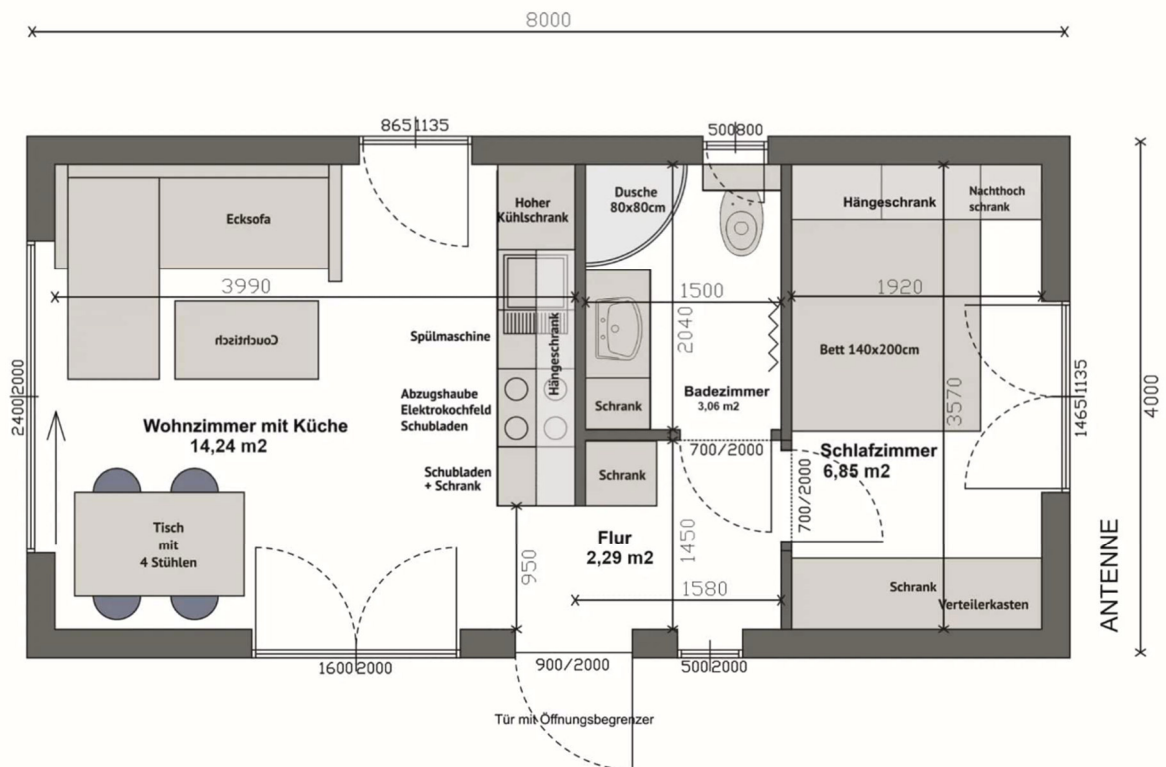 8000
865 1135
500 800
Ecksofa
Hoher
Kühlschrank
Dusche
80x80cm
Hängeschrank
Nachthoch
schrank
3990
1500
1920
Couchtisch
Spülmaschine
Hängeschrank
2040
Bett 140x200cm
2400 2000
Abzugshaube
Elektrokochfeld
Schubladen
Schrank
Badezimmer
3,06 m2
3570
1465 1135
4000
Wohnzimmer mit Küche
14,24 m2
700/2000
Schlafzimmer
6,85 m2
Schubladen
+ Schrank
Schrank
700/2000
Tisch
mit
4 Stühlen
950
Flur
2,29 m2
1450
1580
Schrank
Verteilerkasten
ANTENNE
1600 2000
900/2000
500 2000
Tür mit Öffnungsbegrenzer